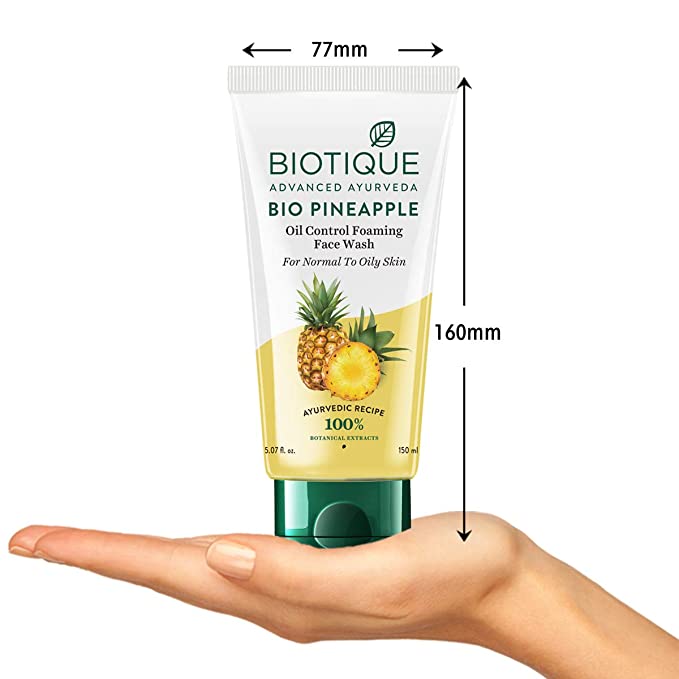 77mm
BIOTIQUE
ADVANCED AYURVEDA
BIO PINEAPPLE
Oil Control Foaming
Face Wash
For Normal To Oily Skin
160mm
AYURVEDIC RECIPE
100%
BOTANICAL EXTRACTS
5.07 fl. oz. 150 ml